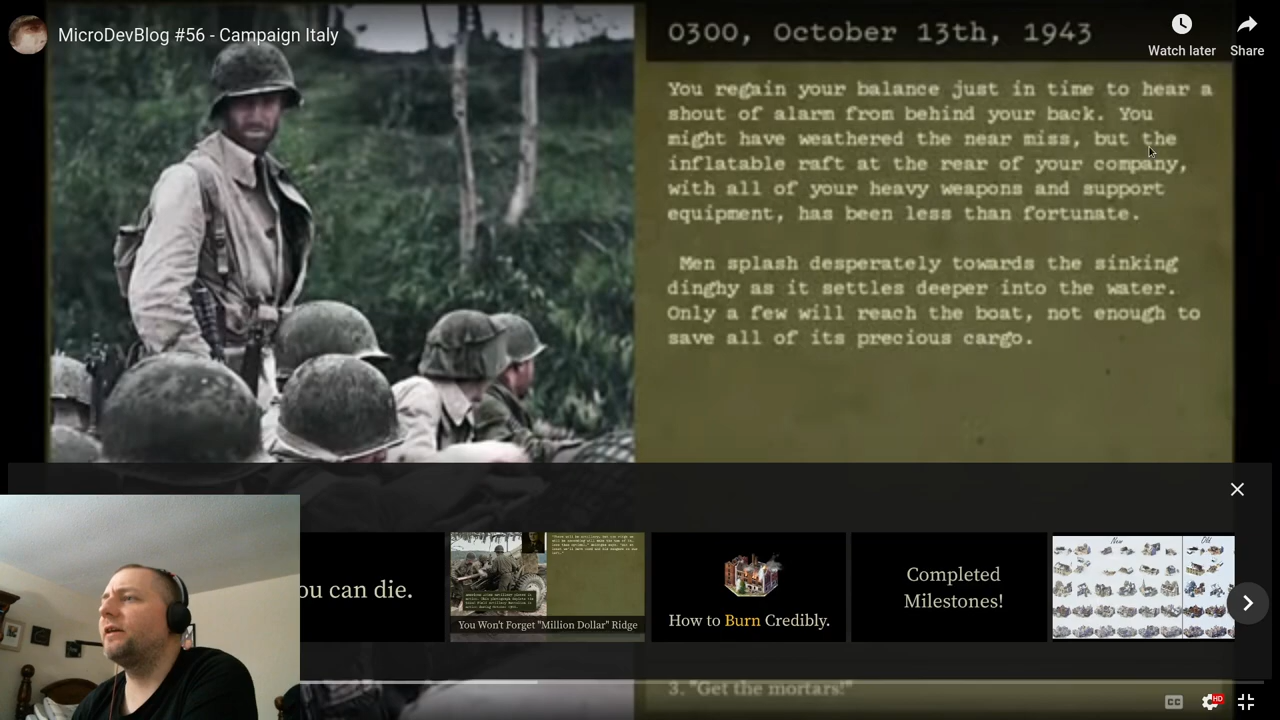 MicroDevBlog #56 - Campaign Italy
0300, October 13th, 1943
Watch later
Share
You regain your balance just in time to hear a
shout of alarm from behind your back. You
might have weathered the near miss, but the
inflatable raft at the rear of your company,
with all of your heavy weapons and support
equipment, has been less than fortunate.
Men splash desperately towards the sinking
dinghy as it settles deeper into the water.
Only a few will reach the boat, not enough to
save all of its precious cargo.
ou can die.
You Won't Forget "Million Dollar" Ridge
How to Burn Credibly.
Completed
Milestones!
New
Old
3. "Get the mortars!"
CC
HD